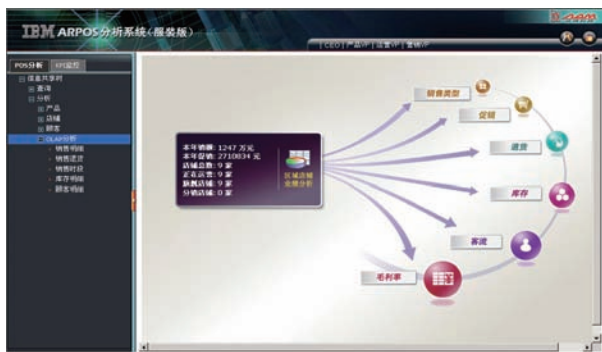 IBM ARPOS分析系统(服装版)
| CEO | 产品VP | 运营VP | 营销VP
POS分析 KPI监控
信息共享吋
查询
分析
产品
店铺
顾客
OLAP分析
销售明细
销售退货
销售时段
库存明细
顾客明细
本年销额: 1247 万元
本年促销: 2710834 元
店铺总数: 9 家
正在运营: 9 家
旗舰店铺: 9 家
分销店铺: 0 家
区域店铺
业绩分析
销售类型
促销
退货
库存
客流
毛利率